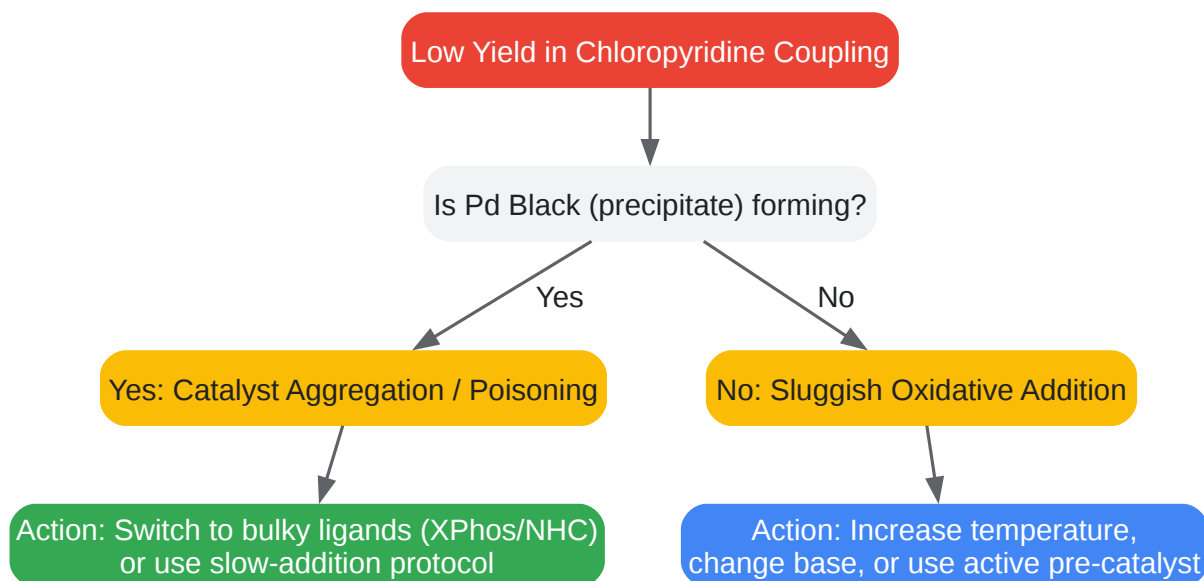 Low Yield in Chloropyridine Coupling
Is Pd Black (precipitate) forming?
Yes
No
Yes: Catalyst Aggregation / Poisoning
No: Sluggish Oxidative Addition
Action: Switch to bulky ligands (XPhos/NHC)
or use slow-addition protocol
Action: Increase temperature,
change base, or use active pre-catalyst